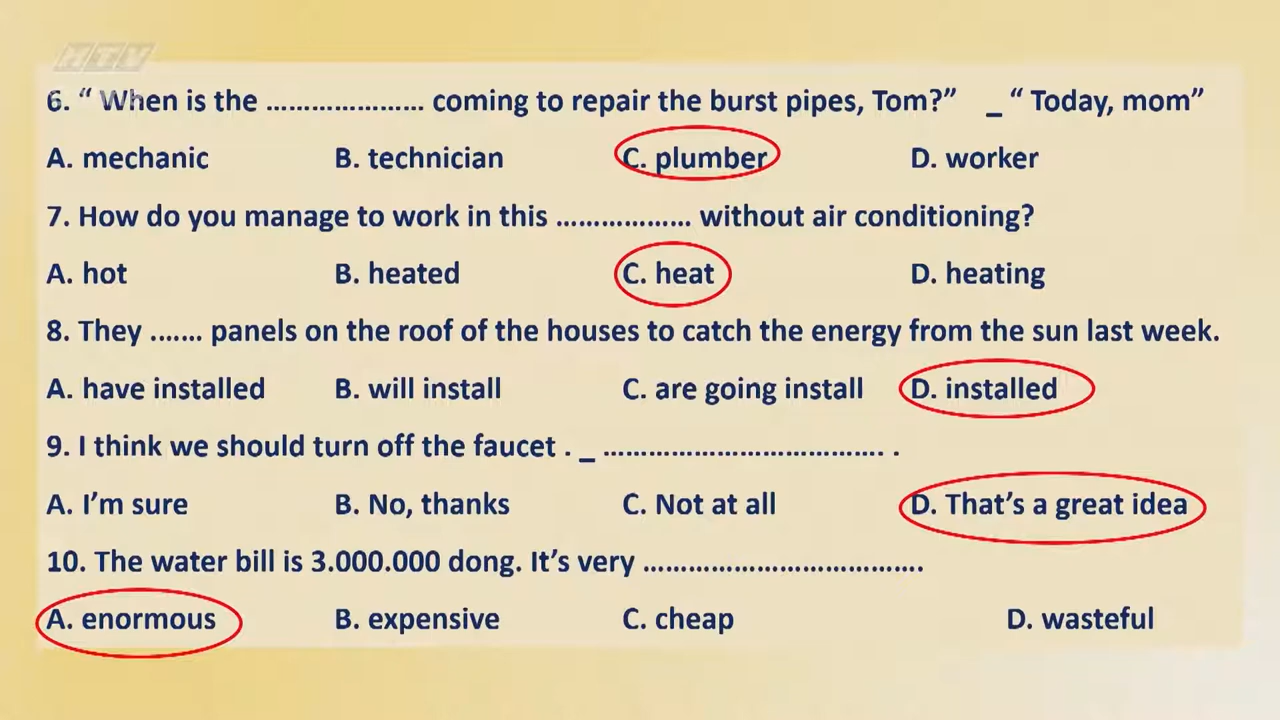 HTV
6. “ When is the ………………… coming to repair the burst pipes, Tom?”   _ “ Today, mom”
A. mechanic B. technician C. plumber D. worker
7. How do you manage to work in this ……………… without air conditioning?
A. hot B. heated C. heat D. heating
8. They ....... panels on the roof of the houses to catch the energy from the sun last week.
A. have installed B. will install C. are going install D. installed
9. I think we should turn off the faucet . _ ………………………………. .
A. I’m sure B. No, thanks C. Not at all D. That’s a great idea
10. The water bill is 3.000.000 dong. It’s very ……………………………….
A. enormous B. expensive C. cheap D. wasteful